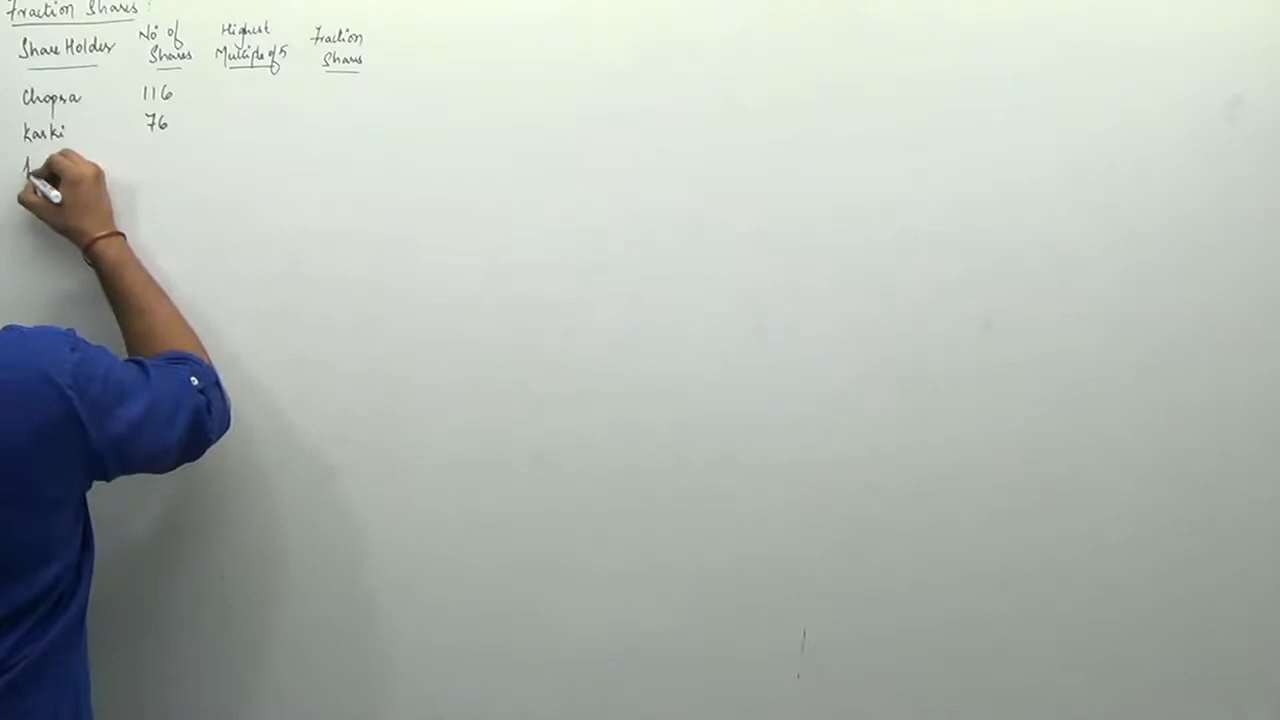 Fraction Shares:
Share Holder No of Shares Highest Multiple of 5 Fraction Shares
Chopra 116
Karki 76